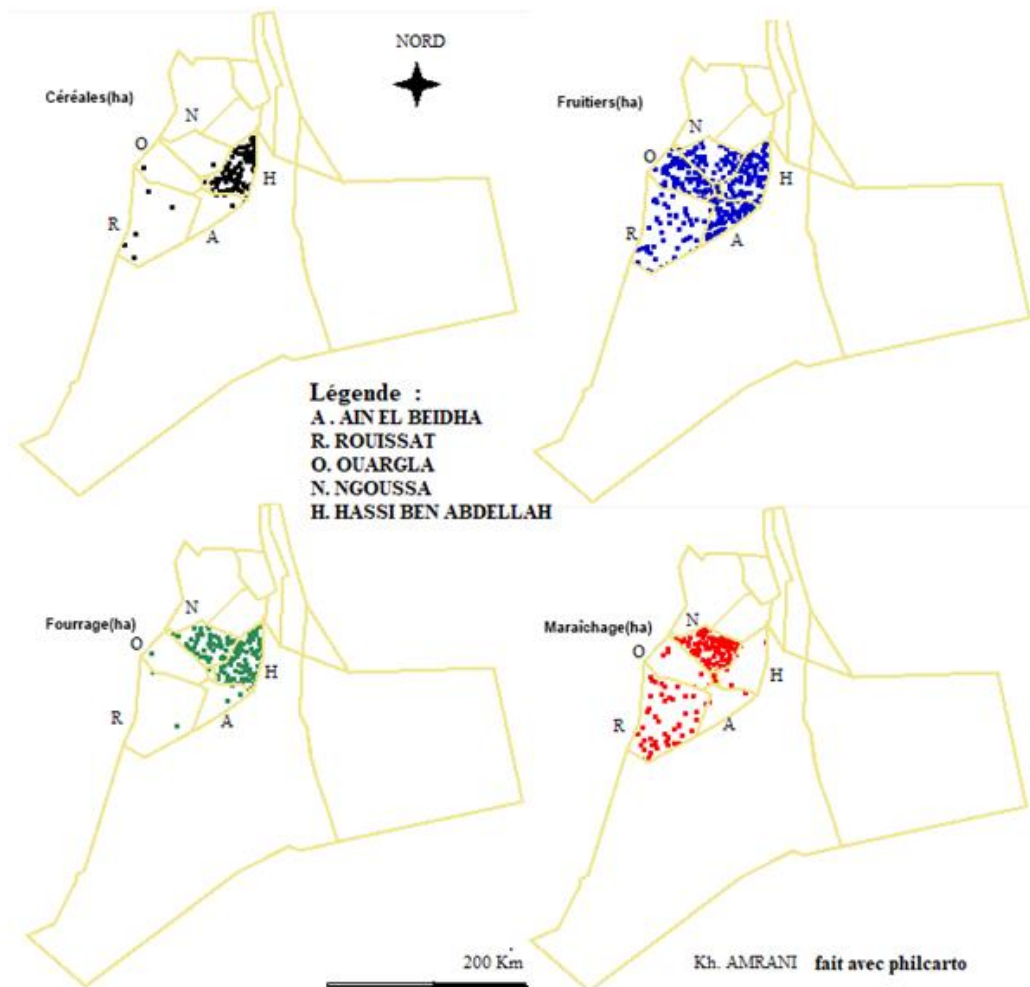 NORD
Céréales(ha)
N
O
H
R
A
Fruitiers(ha)
N
O
H
R
A
Légende :
A . AIN EL BEIDHA
R. ROUISSAT
O. OUARGLA
N. NGOUSSA
H. HASSI BEN ABDELLAH
Fourrage(ha)
N
O
H
R
A
Maraîchage(ha)
N
O
H
R
A
200 Km
Kh. AMRANI fait avec philcarto